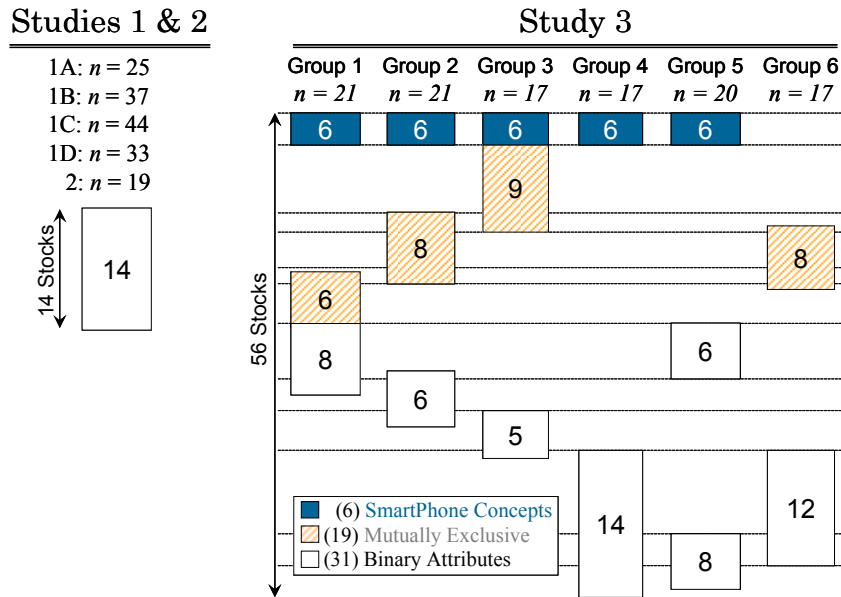 Studies 1 & 2
1A: n = 25
1B: n = 37
1C: n = 44
1D: n = 33
2: n = 19
14 Stocks
14
Study 3
Group 1 Group 2 Group 3 Group 4 Group 5 Group 6
n = 21 n = 21 n = 17 n = 17 n = 20 n = 17
56 Stocks
6 6 6 6 6
9
8 8
6
8 6
6
5
14 12
8
(6) SmartPhone Concepts
(19) Mutually Exclusive
(31) Binary Attributes